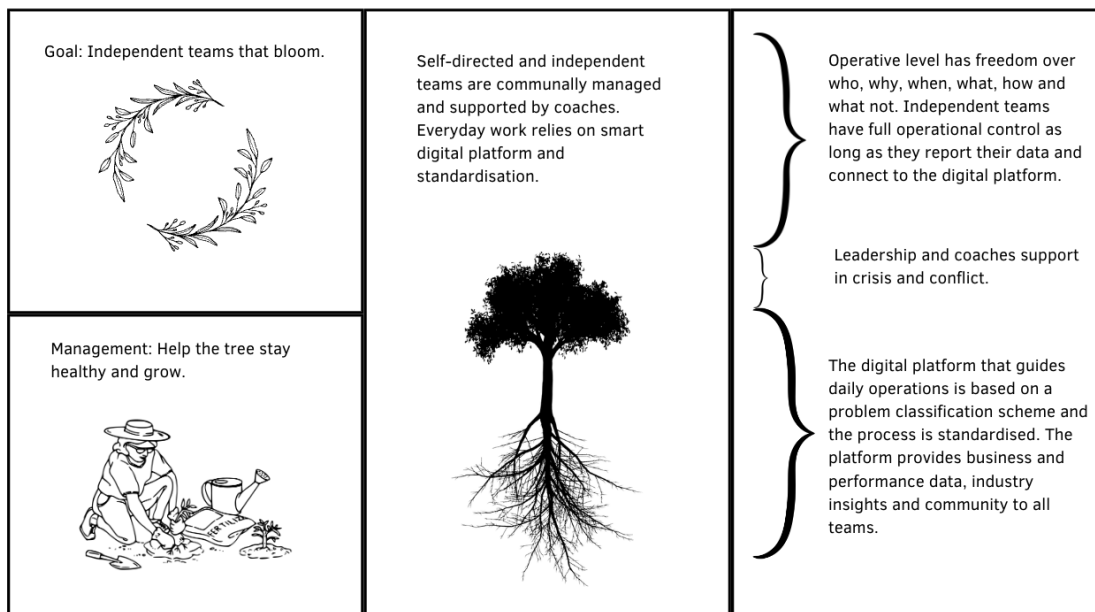 Goal: Independent teams that bloom.
Management: Help the tree stay
healthy and grow.
FERTILI
Self-directed and independent
teams are communally managed
and supported by coaches.
Everyday work relies on smart
digital platform and
standardisation.
Operative level has freedom over
who, why, when, what, how and
what not. Independent teams
have full operational control as
long as they report their data and
connect to the digital platform.
Leadership and coaches support
in crisis and conflict.
The digital platform that guides
daily operations is based on a
problem classification scheme and
the process is standardised. The
platform provides business and
performance data, industry
insights and community to all
teams.